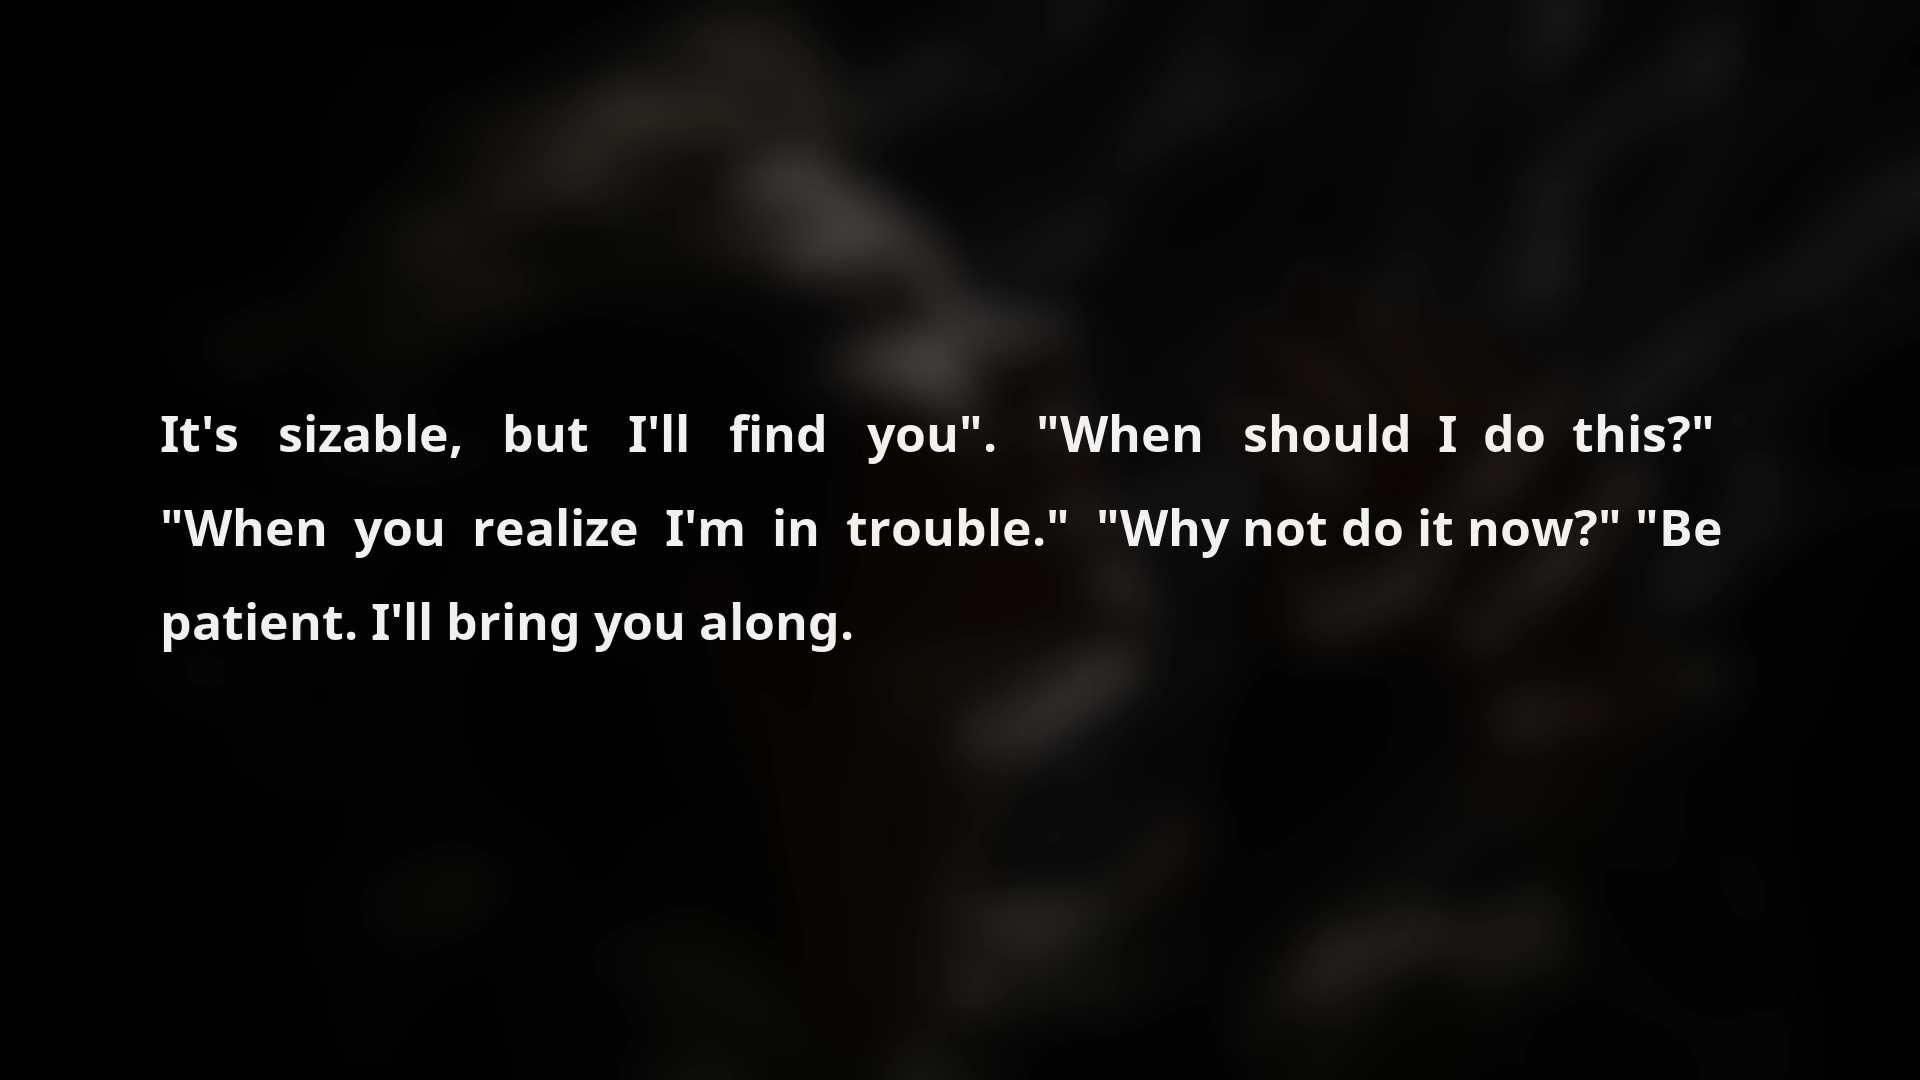 It's sizable, but I'll find you". "When should I do this?"
"When you realize I'm in trouble." "Why not do it now?" "Be
patient. I'll bring you along.